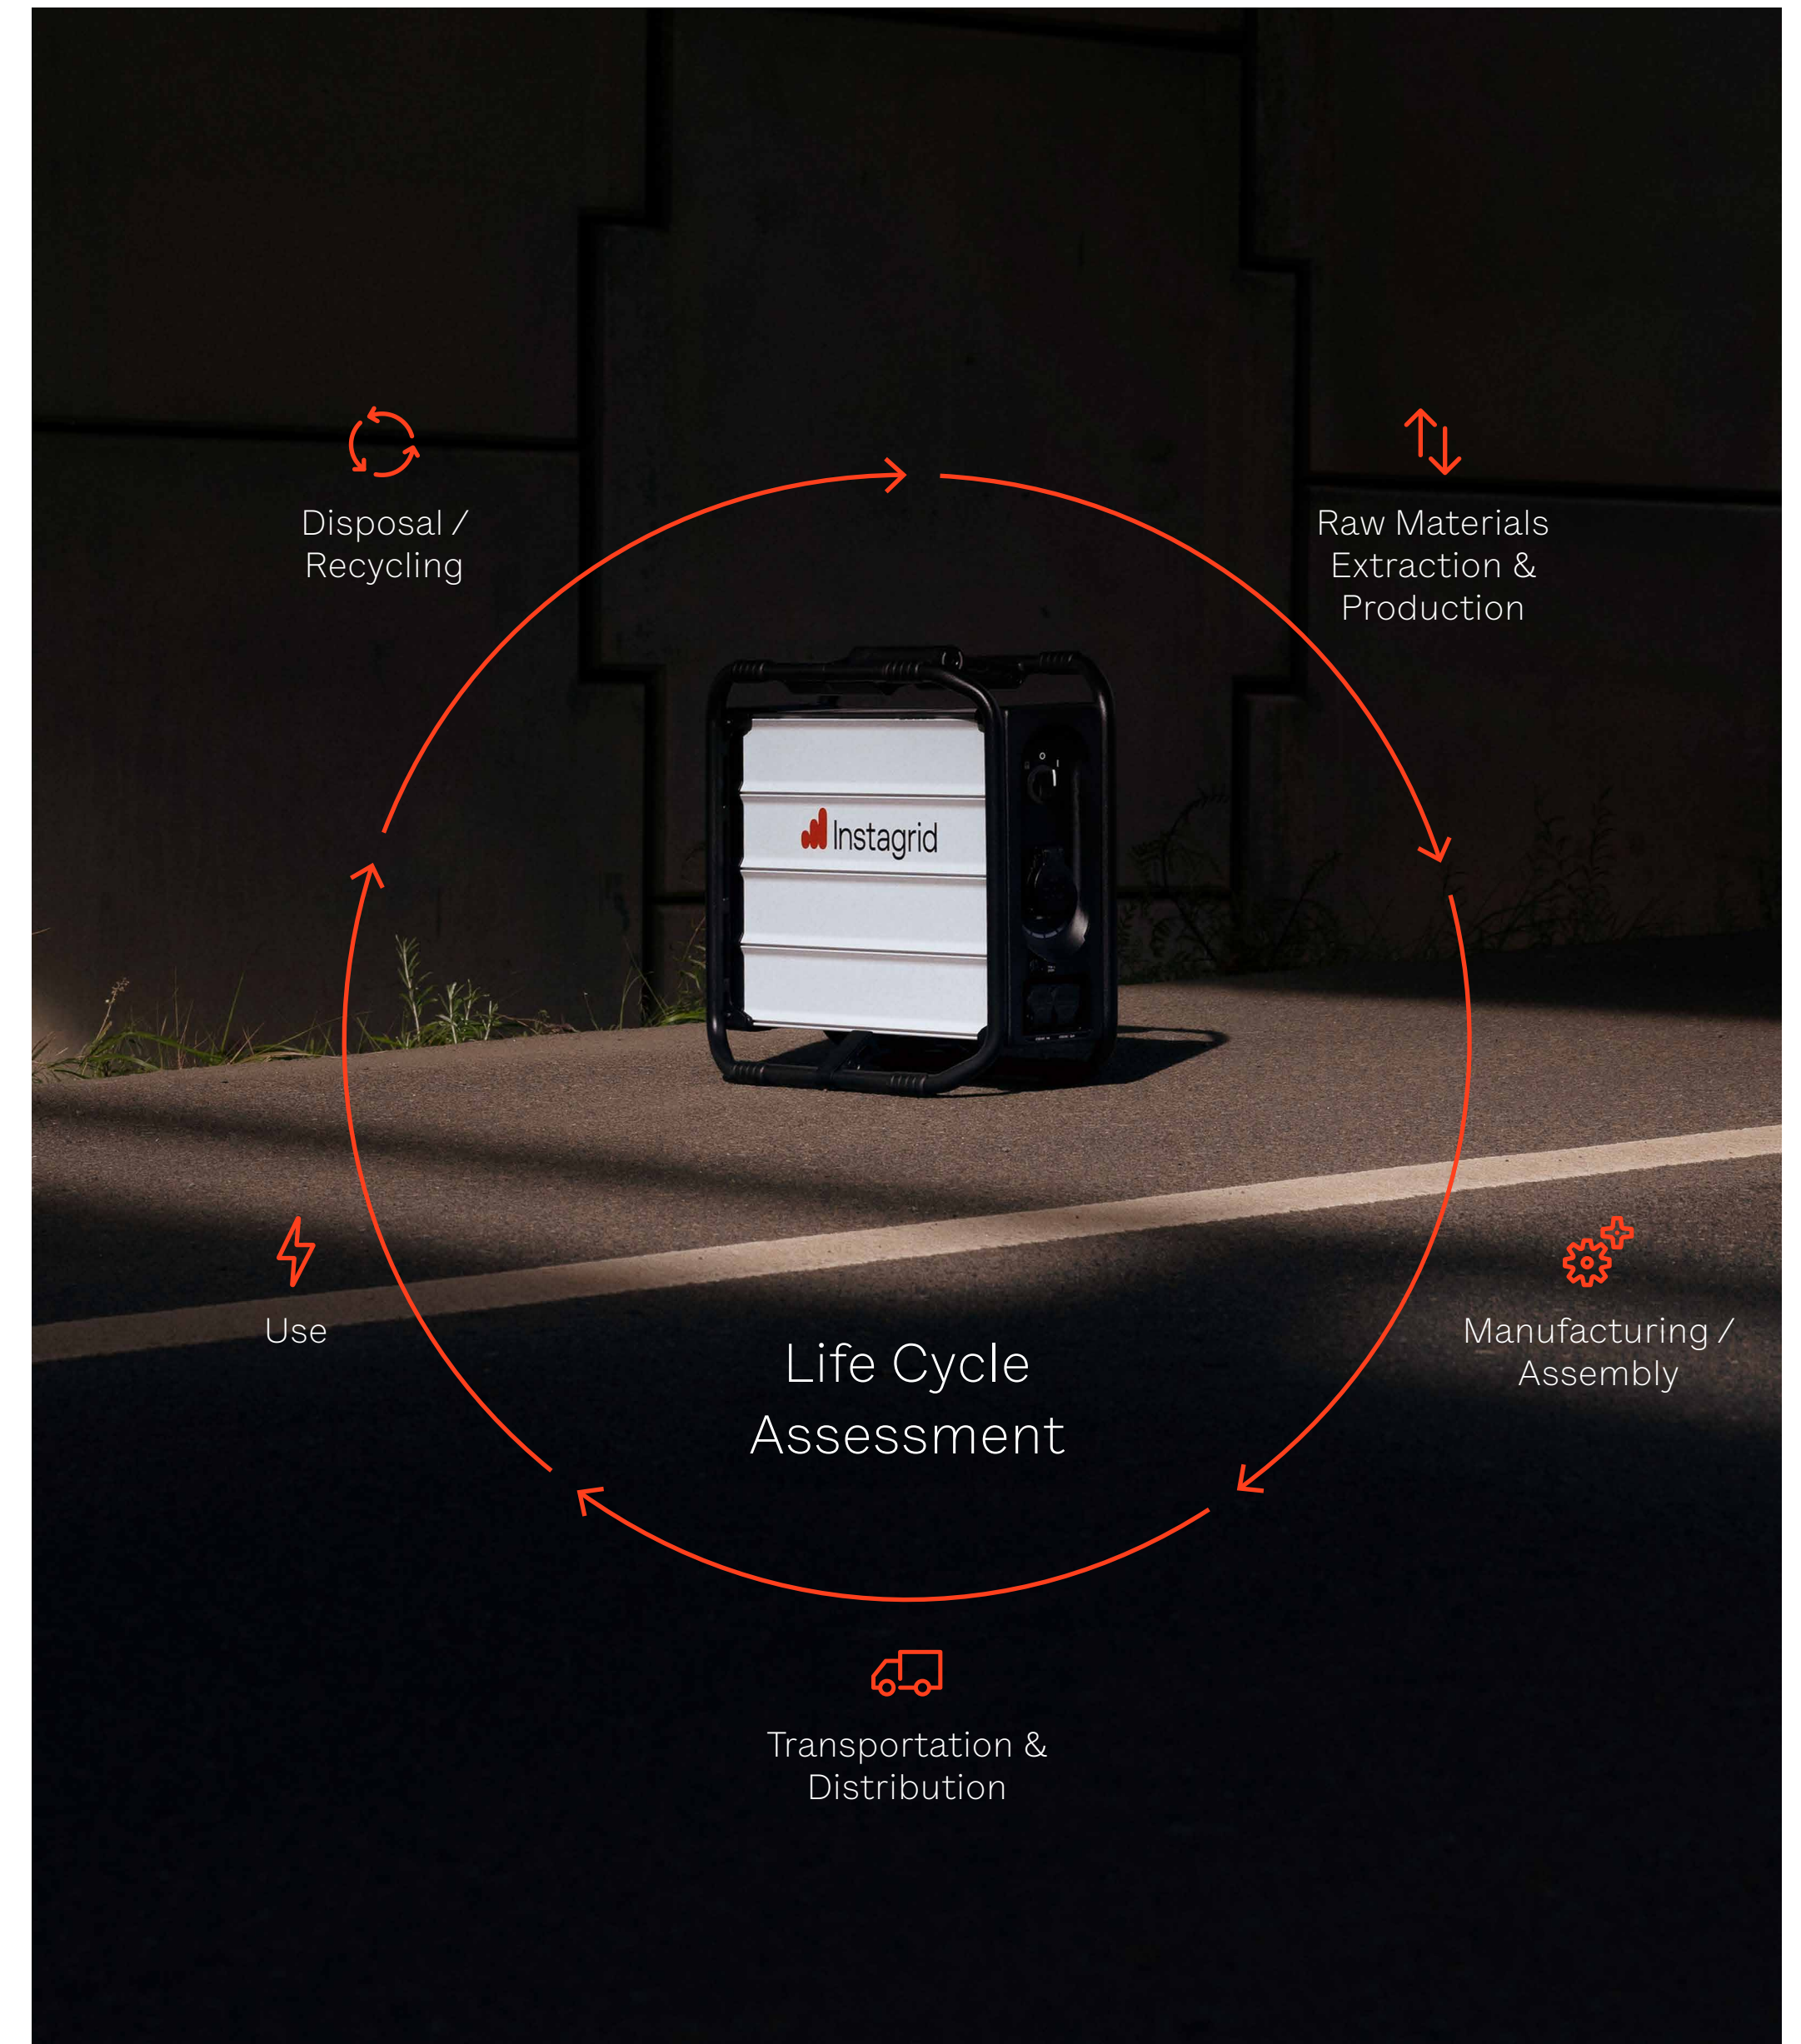 Disposal /
Recycling
Raw Materials
Extraction &
Production
Instagrid
Use
Manufacturing /
Assembly
Life Cycle
Assessment
Transportation &
Distribution